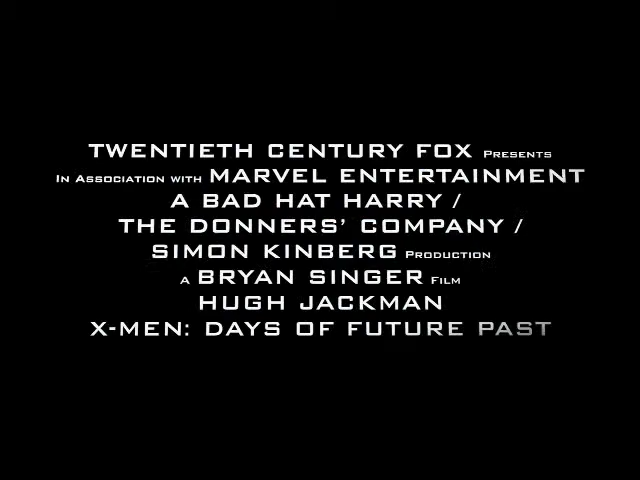 TWENTIETH CENTURY FOX PRESENTS
IN ASSOCIATION WITH MARVEL ENTERTAINMENT
A BAD HAT HARRY /
THE DONNERS' COMPANY /
SIMON KINBERG PRODUCTION
A BRYAN SINGER FILM
HUGH JACKMAN
X-MEN: DAYS OF FUTURE PAST